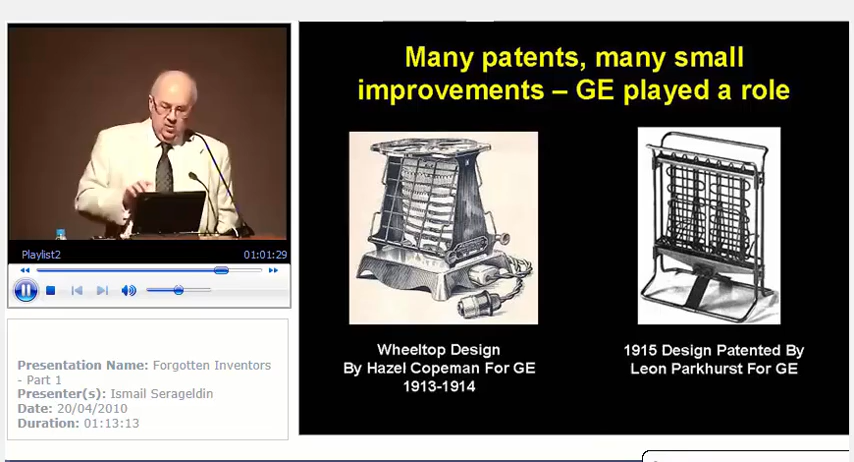 Many patents, many small
improvements – GE played a role
Playlist2
01:01:29
Wheeltop Design
By Hazel Copeman For GE
1913-1914
1915 Design Patented By
Leon Parkhurst For GE
Presentation Name: Forgotten Inventors
- Part 1
Presenter(s): Ismail Serageldin
Date: 20/04/2010
Duration: 01:13:13